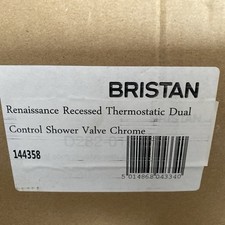 BRISTAN
Renaissance Recessed Thermostatic Dual
Control Shower Valve Chrome
144358
5 014868 043340